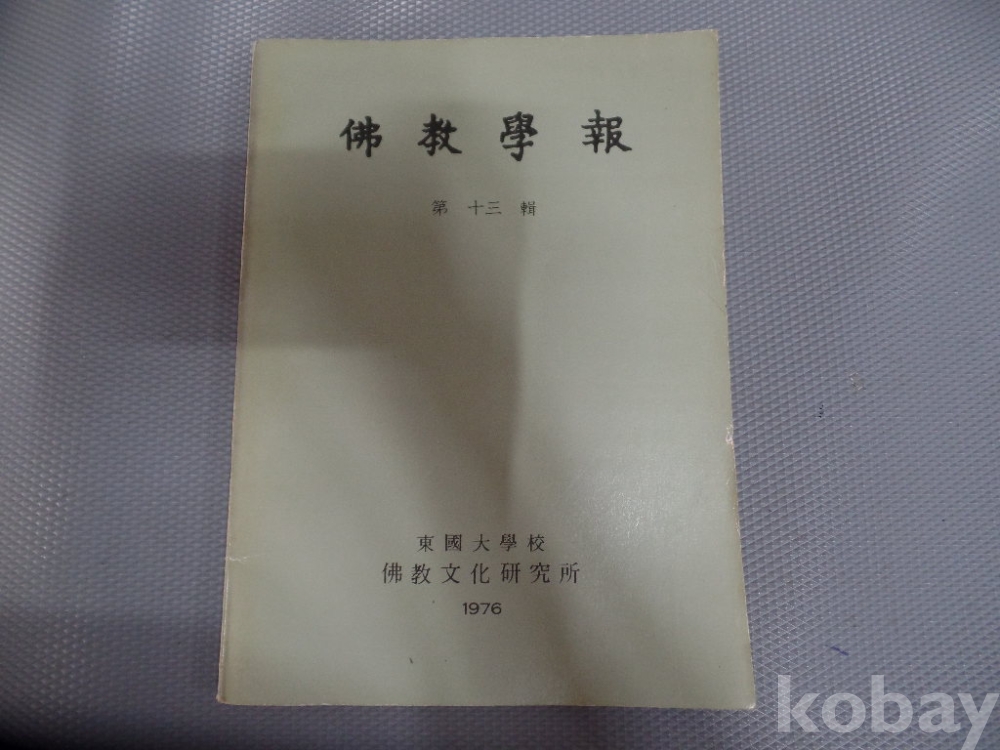 佛教學報
第 十三 輯
東國大學校
佛教文化研究所
1976
kobay